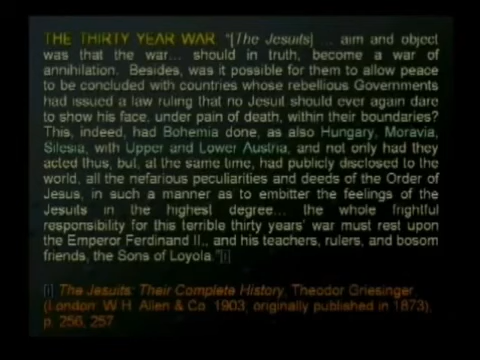 THE THIRTY YEAR WAR. "[The Jesuits] ... aim and object
was that the war... should in truth, become a war of
annihilation. Besides, was it possible for them to allow peace
to be concluded with countries whose rebellious Governments
had issued a law ruling that no Jesuit should ever again dare
to show his face, under pain of death, within their boundaries?
This, indeed, had Bohemia done, as also Hungary, Moravia,
Silesia, with Upper and Lower Austria, and not only had they
acted thus, but, at the same time, had publicly disclosed to the
world, all the nefarious peculiarities and deeds of the Order of
Jesus, in such a manner as to embitter the feelings of the
Jesuits in the highest degree... the whole frightful
responsibility for this terrible thirty years' war must rest upon
the Emperor Ferdinand II., and his teachers, rulers, and bosom
friends, the Sons of Loyola."[i]
[i] The Jesuits: Their Complete History, Theodor Griesinger
(London: W.H. Allen & Co. 1903, originally published in 1873),
p. 256, 257